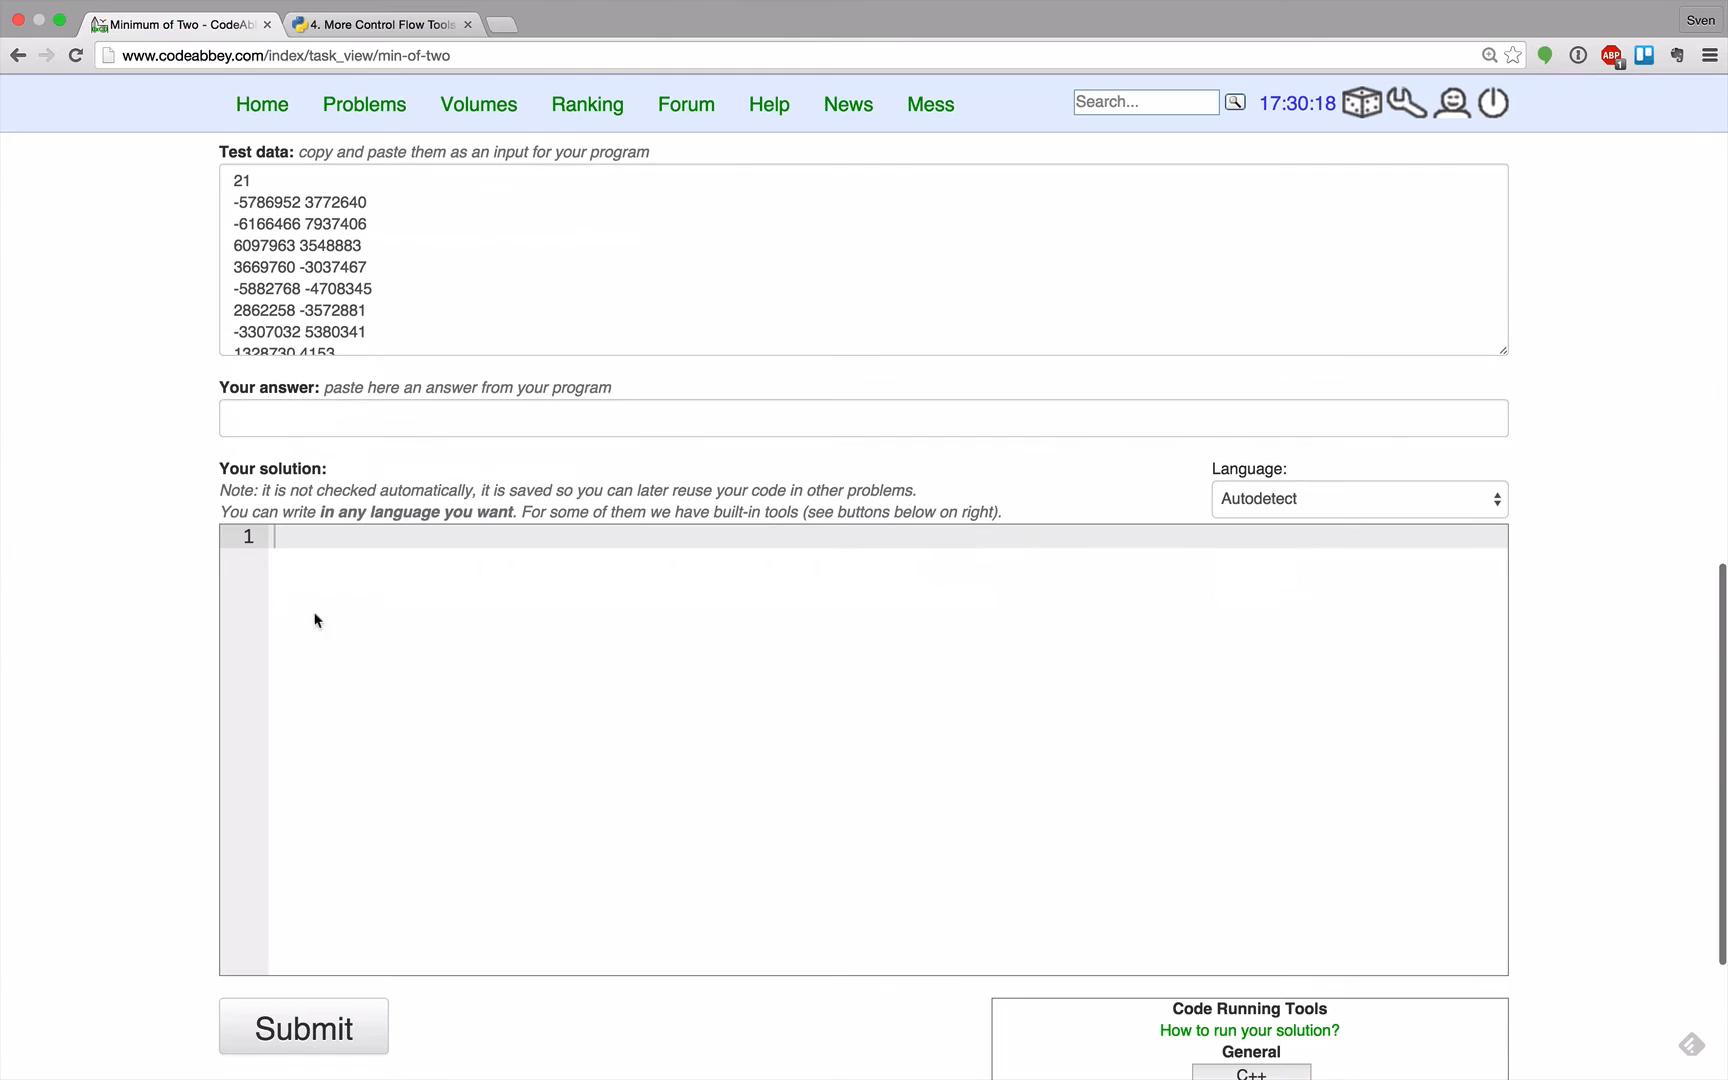 Minimum of Two - CodeAb
4. More Control Flow Tools
Sven
www.codeabbey.com/index/task_view/min-of-two
ABP
1
Home Problems Volumes Ranking Forum Help News Mess
Search...
17:30:18
Test data: copy and paste them as an input for your program
21
-5786952 3772640
-6166466 7937406
6097963 3548883
3669760 -3037467
-5882768 -4708345
2862258 -3572881
-3307032 5380341
1328730 4153
Your answer: paste here an answer from your program
Your solution:
Language:
Note: it is not checked automatically, it is saved so you can later reuse your code in other problems.
Autodetect
You can write in any language you want. For some of them we have built-in tools (see buttons below on right).
1
Submit
Code Running Tools
How to run your solution?
General
C++